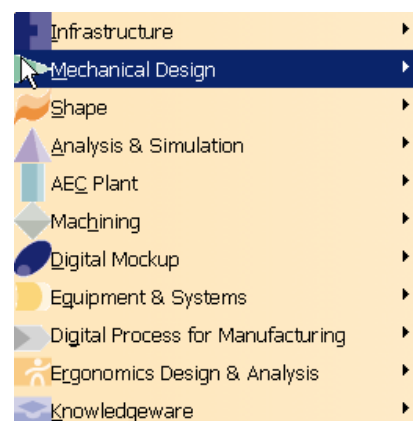 Infrastructure
Mechanical Design
Shape
Analysis & Simulation
AEC Plant
Machining
Digital Mockup
Equipment & Systems
Digital Process for Manufacturing
Ergonomics Design & Analysis
Knowledgeware